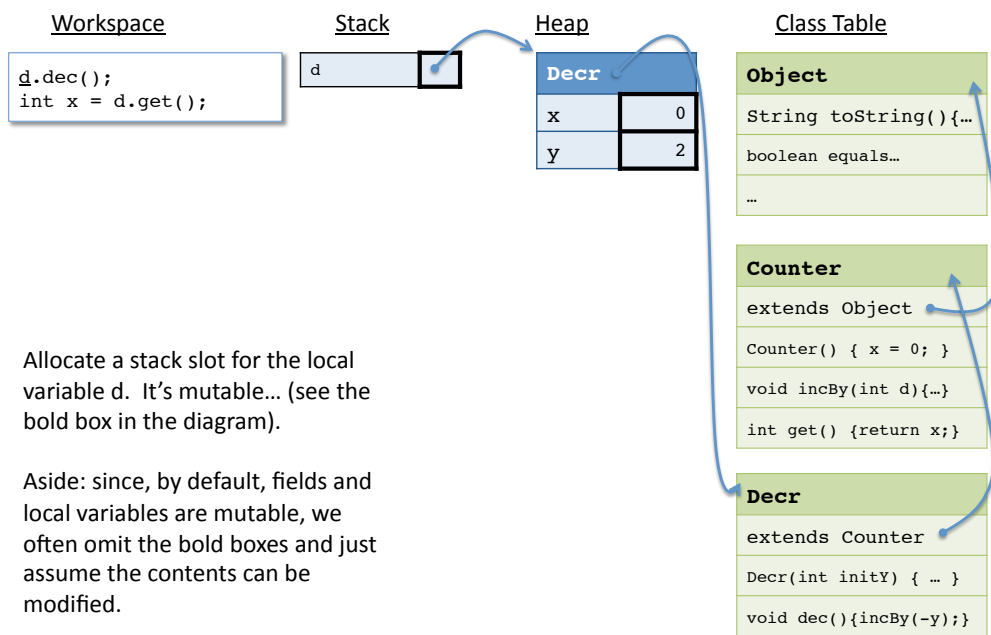 Workspace
Stack
Heap
Class Table
d.dec();
int x = d.get();
d
Decr
x 0
y 2
Object
String toString(){…
boolean equals…
…
Counter
extends Object
Counter() { x = 0; }
void incBy(int d){…}
int get() {return x;}
Decr
extends Counter
Decr(int initY) { … }
void dec(){incBy(-y);}
Allocate a stack slot for the local
variable d.  It’s mutable… (see the
bold box in the diagram).
Aside: since, by default, fields and
local variables are mutable, we
often omit the bold boxes and just
assume the contents can be
modified.